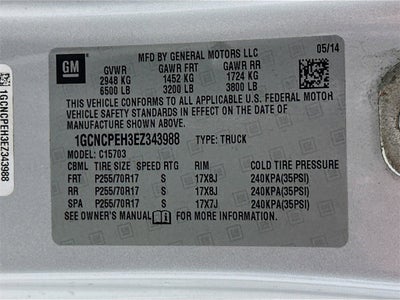 GM
MFD BY GENERAL MOTORS LLC
05/14
GVWR GAWR FRT GAWR RR
2948 KG 1452 KG 1724 KG
6500 LB 3200 LB 3800 LB
THIS VEHICLE CONFORMS TO ALL APPLICABLE U.S. FEDERAL MOTOR
VEHICLE SAFETY STANDARDS IN EFFECT ON THE DATE OF
MANUFACTURE SHOWN ABOVE.
1GCNCPEH3EZ343988 TYPE: TRUCK
MODEL: C15703
CBML TIRE SIZE SPEED RTG RIM COLD TIRE PRESSURE
FRT P255/70R17 S 17X8J 240KPA(35PSI)
RR P255/70R17 S 17X8J 240KPA(35PSI)
SPA P255/70R17 S 17X7J 240KPA(35PSI)
SEE OWNER'S MANUAL FOR MORE INFORMATION.
1GCNCPEH3EZ343988